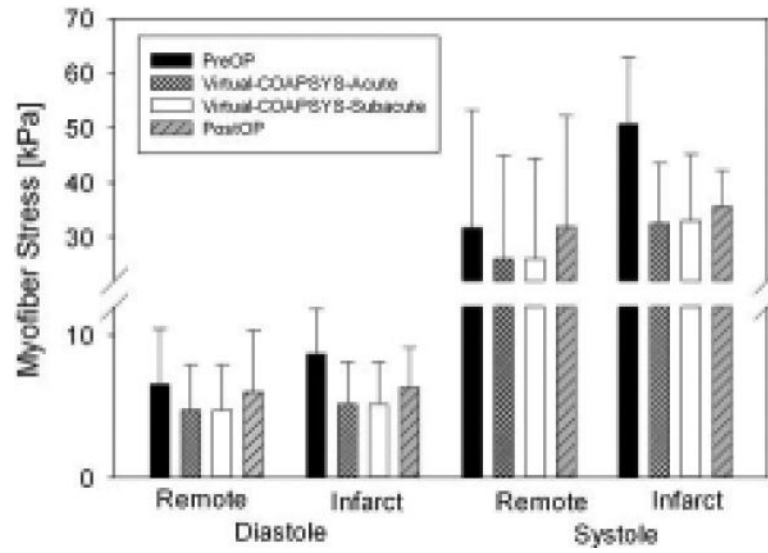 70
60
50
40
30
10
0
Myofiber Stress [kPa]
PreOP
Virtual-COAPSYS-Acute
Virtual-COAPSYS-Subacute
PostOP
Remote Infarct Remote Infarct
Diastole Systole